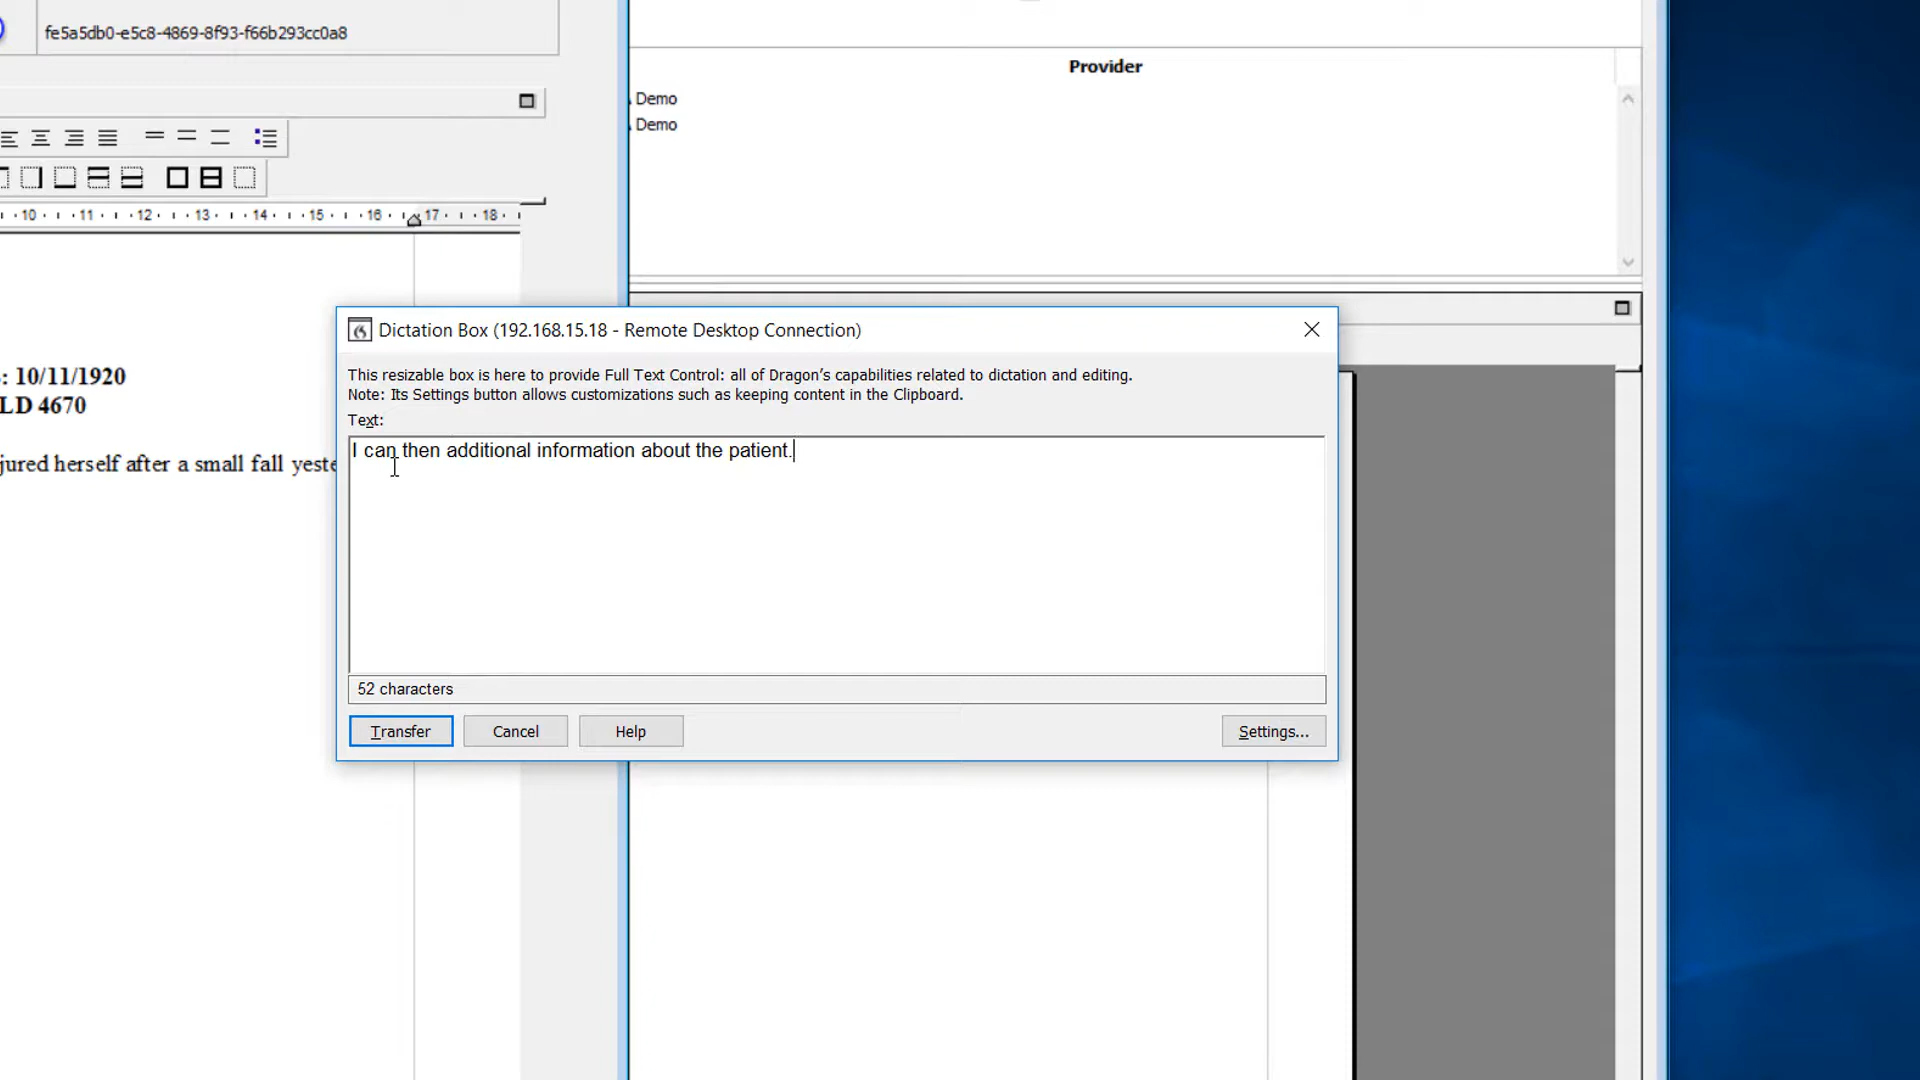 fe5a5db0-e5c8-4869-8f93-f66b293cc0a8
Provider
Demo
Demo
10 11 12 13 14 15 16 17 18
Dictation Box (192.168.15.18 - Remote Desktop Connection)
This resizable box is here to provide Full Text Control: all of Dragon’s capabilities related to dictation and editing.
Note: Its Settings button allows customizations such as keeping content in the Clipboard.
Text:
I can then additional information about the patient.
: 10/11/1920
LD 4670
jured herself after a small fall yeste
52 characters
Transfer
Cancel
Help
Settings...